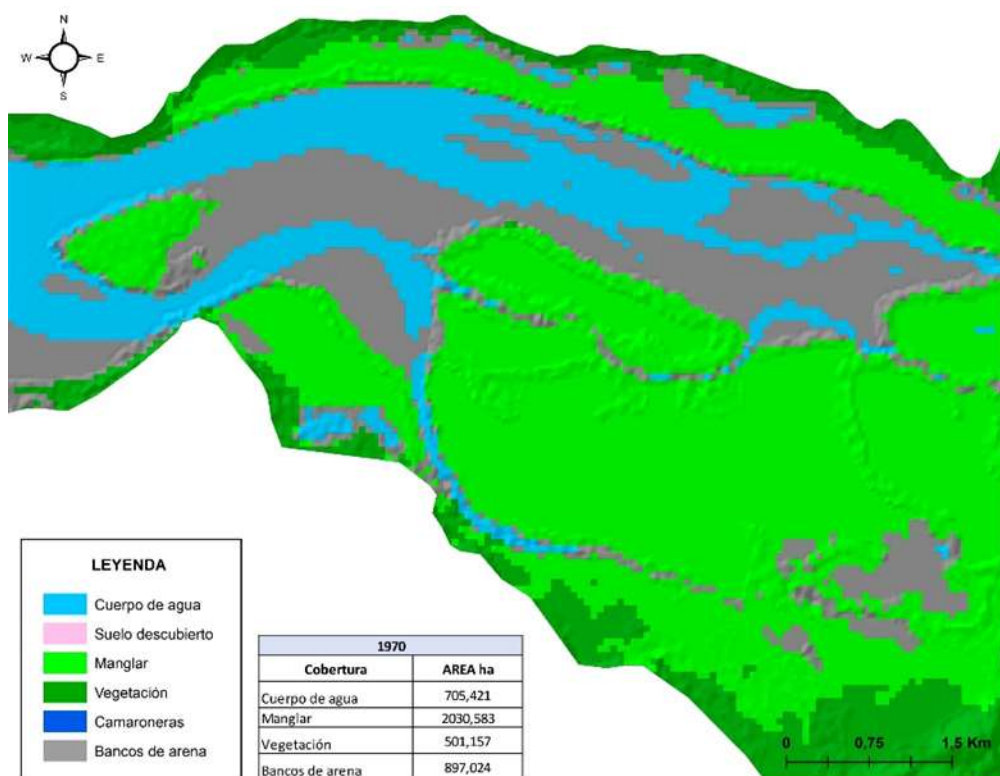 N
W E
S
LEYENDA
Cuerpo de agua
Suelo descubierto
Manglar
Vegetación
Camaroneras
Bancos de arena
1970
Cobertura AREA ha
Cuerpo de agua 705,421
Manglar 2030,583
Vegetación 501,157
Bancos de arena 897,024
0 0,75 1,5 Km